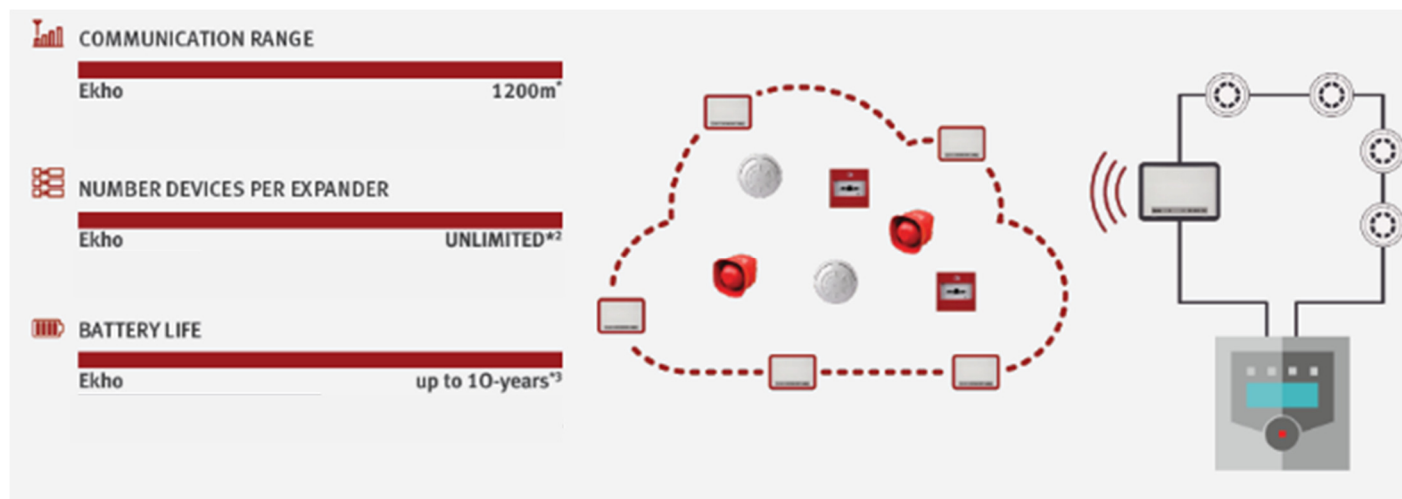 COMMUNICATION RANGE
Ekho 1200m*
NUMBER DEVICES PER EXPANDER
Ekho UNLIMITED*²
BATTERY LIFE
Ekho up to 10-years*³